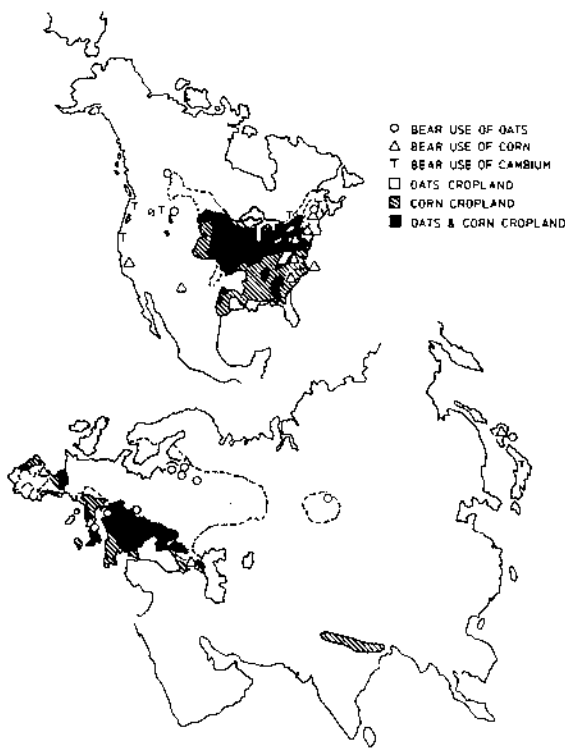 BEAR USE OF OATS
BEAR USE OF CORN
T BEAR USE OF CAMBIUM
OATS CROPLAND
CORN CROPLAND
OATS & CORN CROPLAND